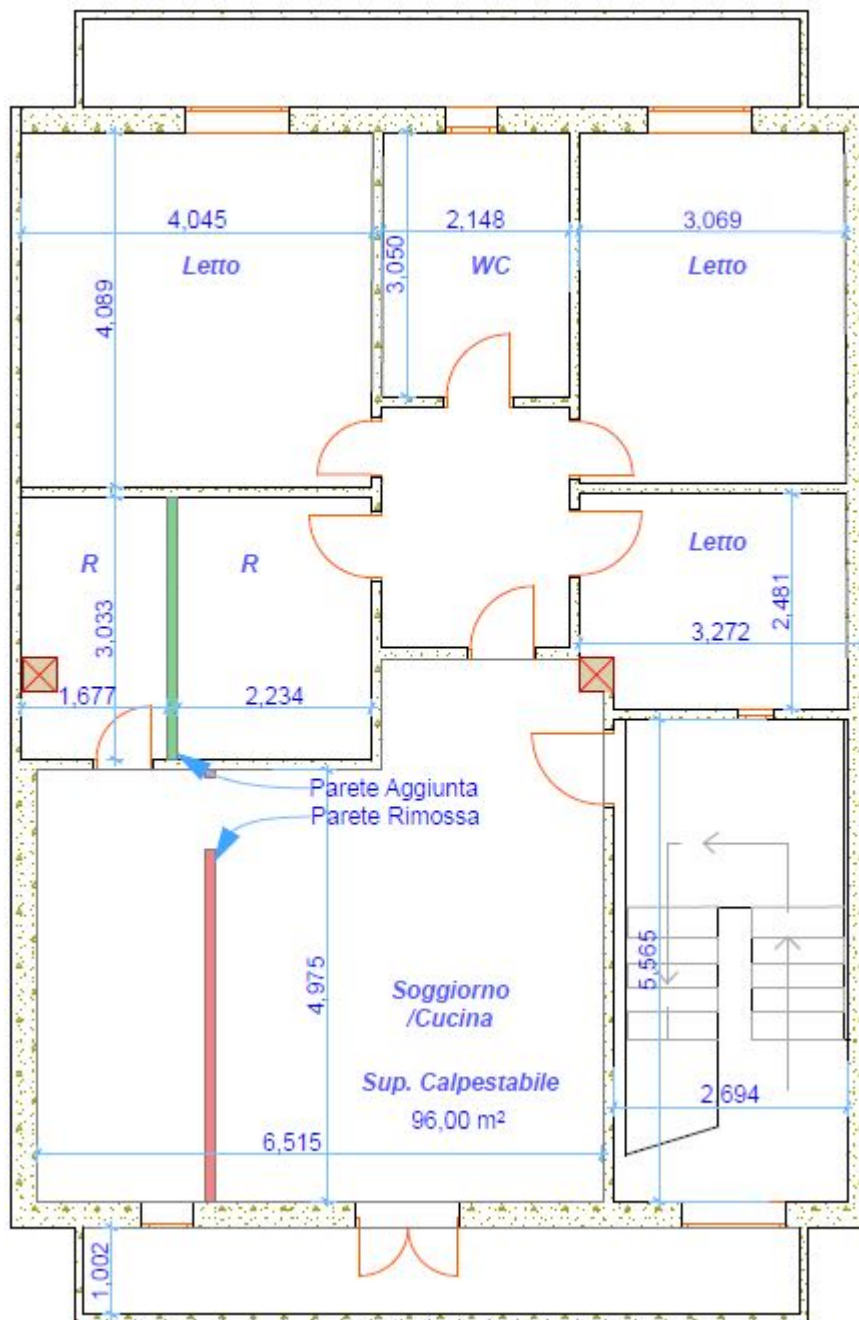 4,045
2,148
3,069
Letto
WC
Letto
3,050
4,089
R
R
Letto
2,481
3,033
3,272
1,677
2,234
Parete Aggiunta
Parete Rimossa
4,975
5,565
Soggiorno
/Cucina
Sup. Calpestabile
96,00 m²
2,694
6,515
1,002